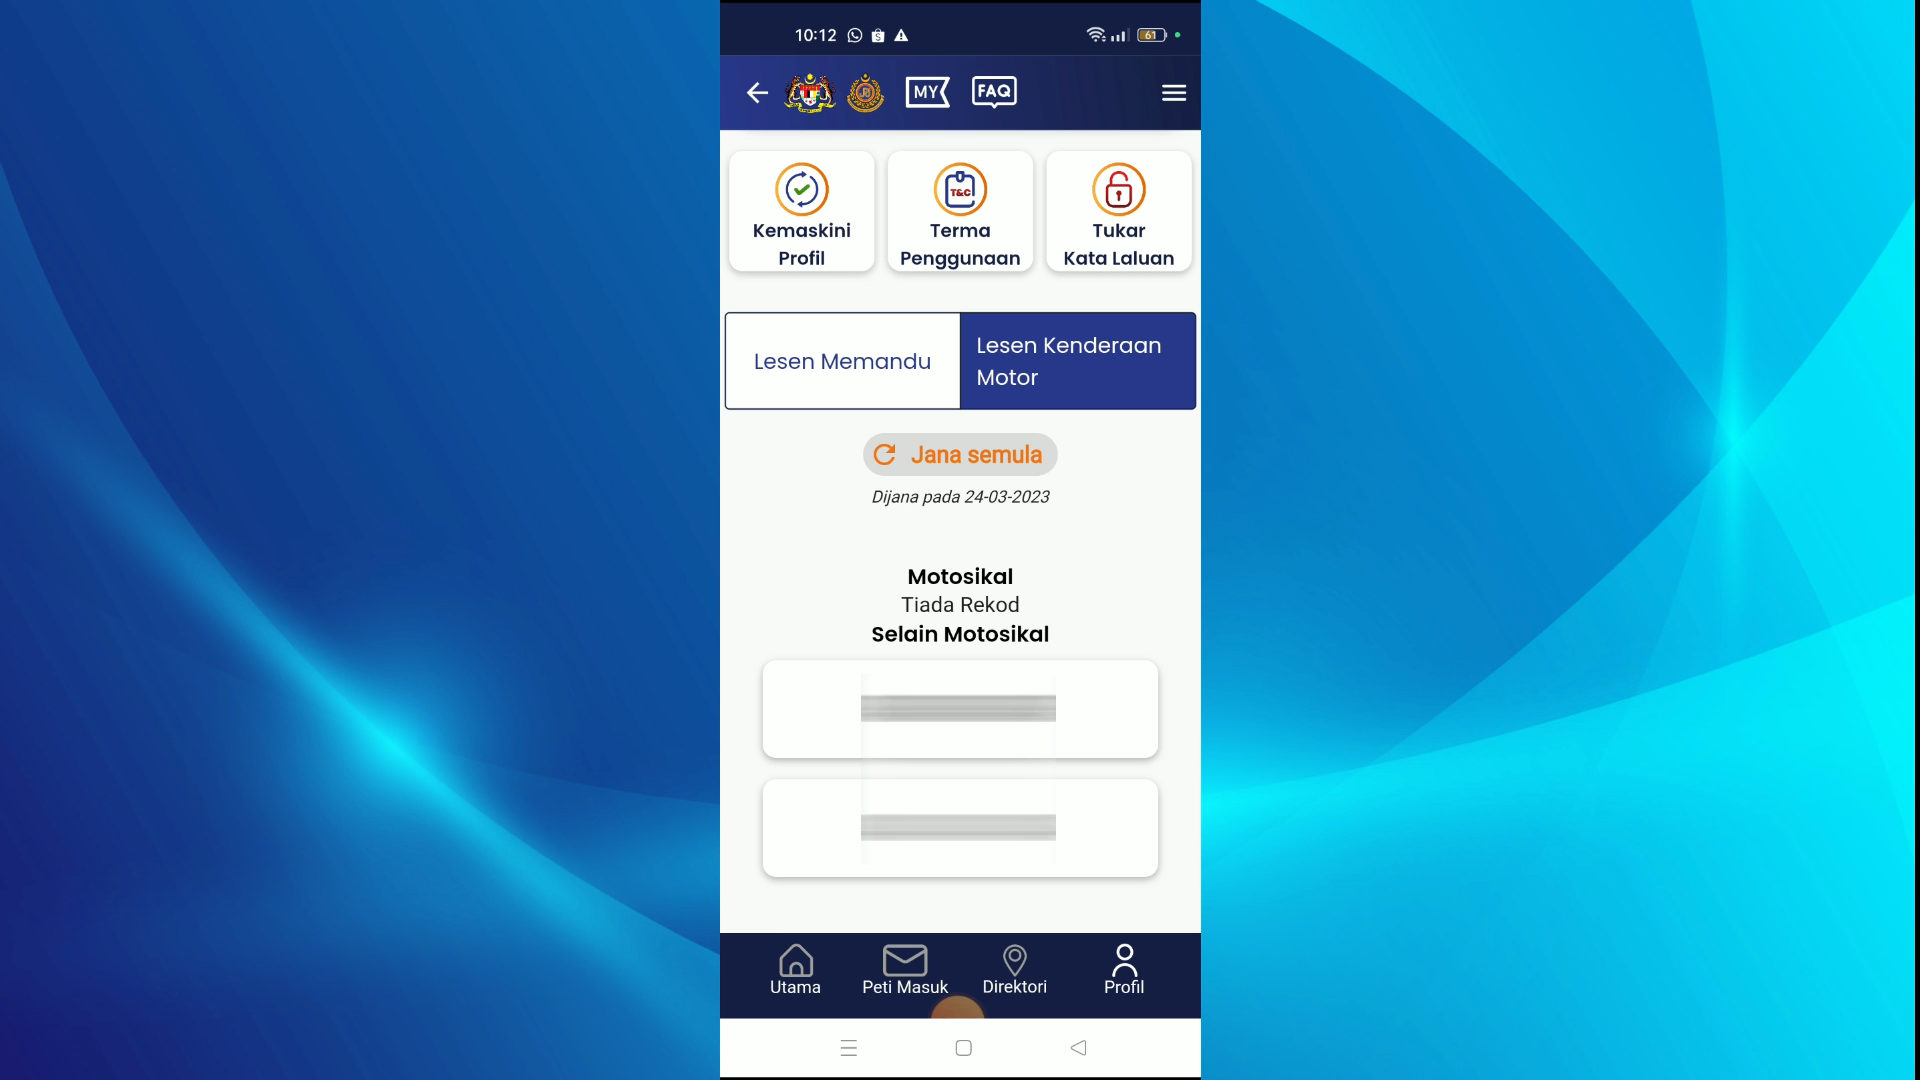 10:12
61
MY
FAQ
T&C
Kemaskini
Profil
Terma
Penggunaan
Tukar
Kata Laluan
Lesen Memandu
Lesen Kenderaan
Motor
Jana semula
Dijana pada 24-03-2023
Motosikal
Tiada Rekod
Selain Motosikal
Utama
Peti Masuk
Direktori
Profil